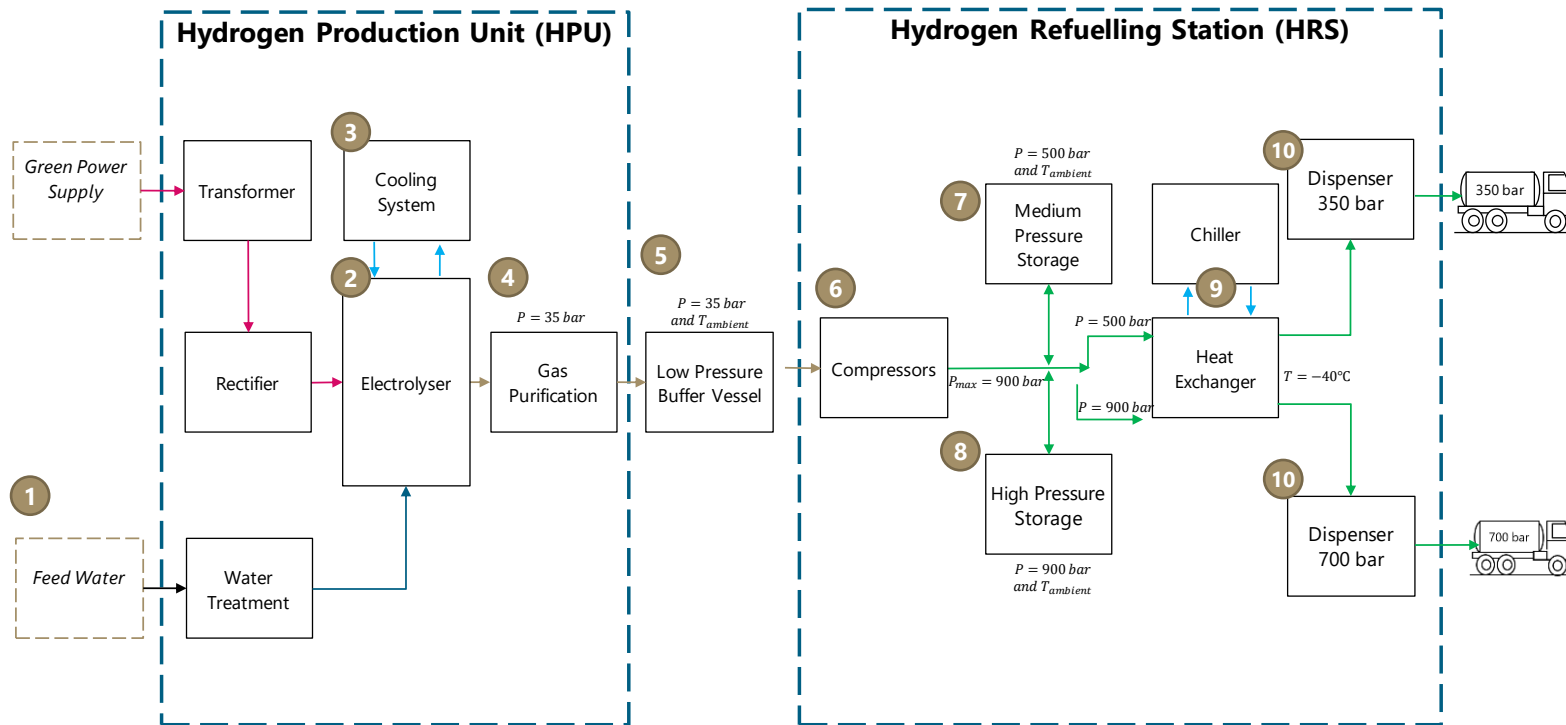 Hydrogen Production Unit (HPU)
Hydrogen Refuelling Station (HRS)
Green Power
Supply
Transformer
3
Cooling
System
2
4
P = 35 bar
Rectifier
Electrolyser
Gas
Purification
5
P = 35 bar
and T_ambient
Low Pressure
Buffer Vessel
1
Feed Water
Water
Treatment
6
Compressors
P_max = 900 bar
P = 500 bar
and T_ambient
7
Medium
Pressure
Storage
P = 500 bar
P = 900 bar
8
High Pressure
Storage
P = 900 bar
and T_ambient
Chiller
9
Heat
Exchanger
T = −40℃
10
Dispenser
350 bar
350 bar
10
Dispenser
700 bar
700 bar